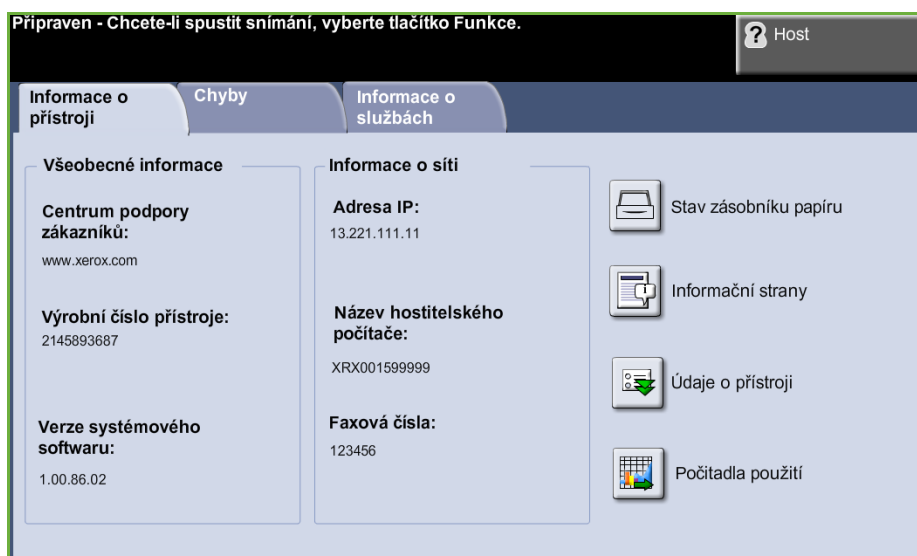 Připraven - Chcete-li spustit snímání, vyberte tlačítko Funkce.
? Host
Informace o
přístroji
Chyby
Informace o
službách
Všeobecné informace
Centrum podpory
zákazníků:
www.xerox.com
Výrobní číslo přístroje:
2145893687
Verze systémového
softwaru:
1.00.86.02
Informace o síti
Adresa IP:
13.221.111.11
Název hostitelského
počítače:
XRX001599999
Faxová čísla:
123456
Stav zásobníku papíru
Informační strany
Údaje o přístroji
Počitadla použití